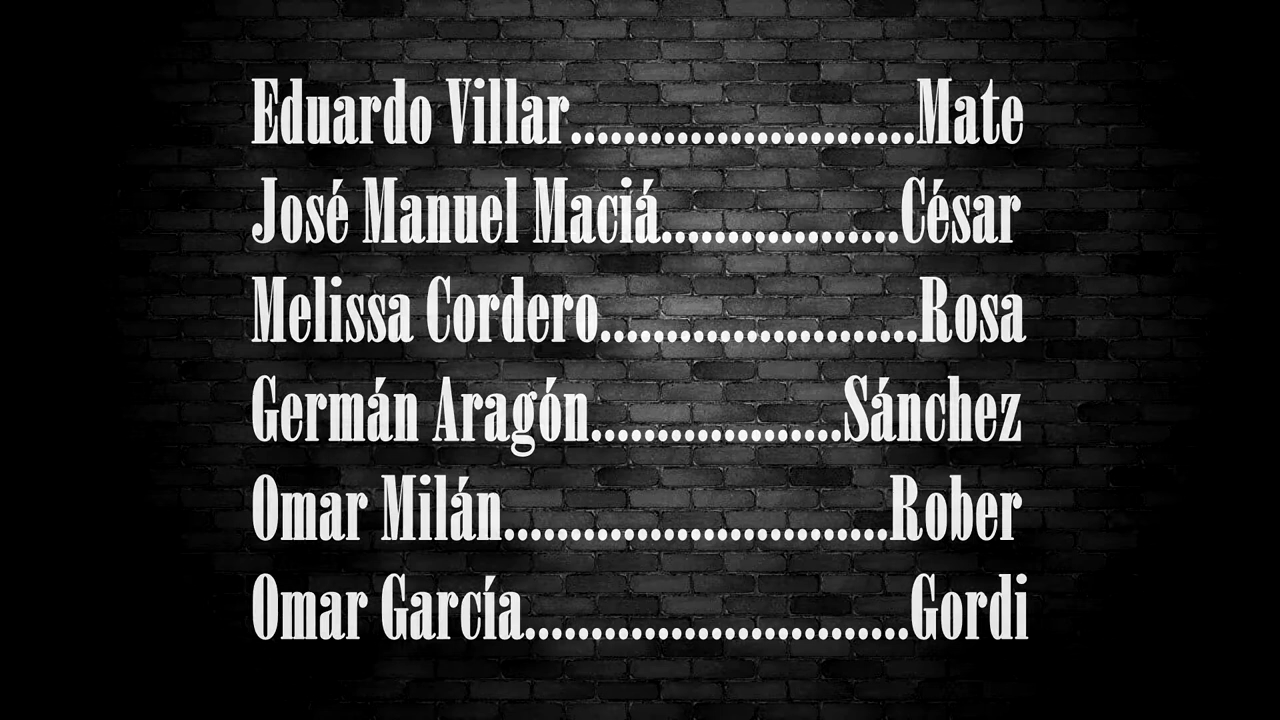 Eduardo Villar..........................Mate
José Manuel Maciá..................César
Melissa Cordero........................Rosa
Germán Aragón...................Sánchez
Omar Milán.............................Rober
Omar García.............................Gordi